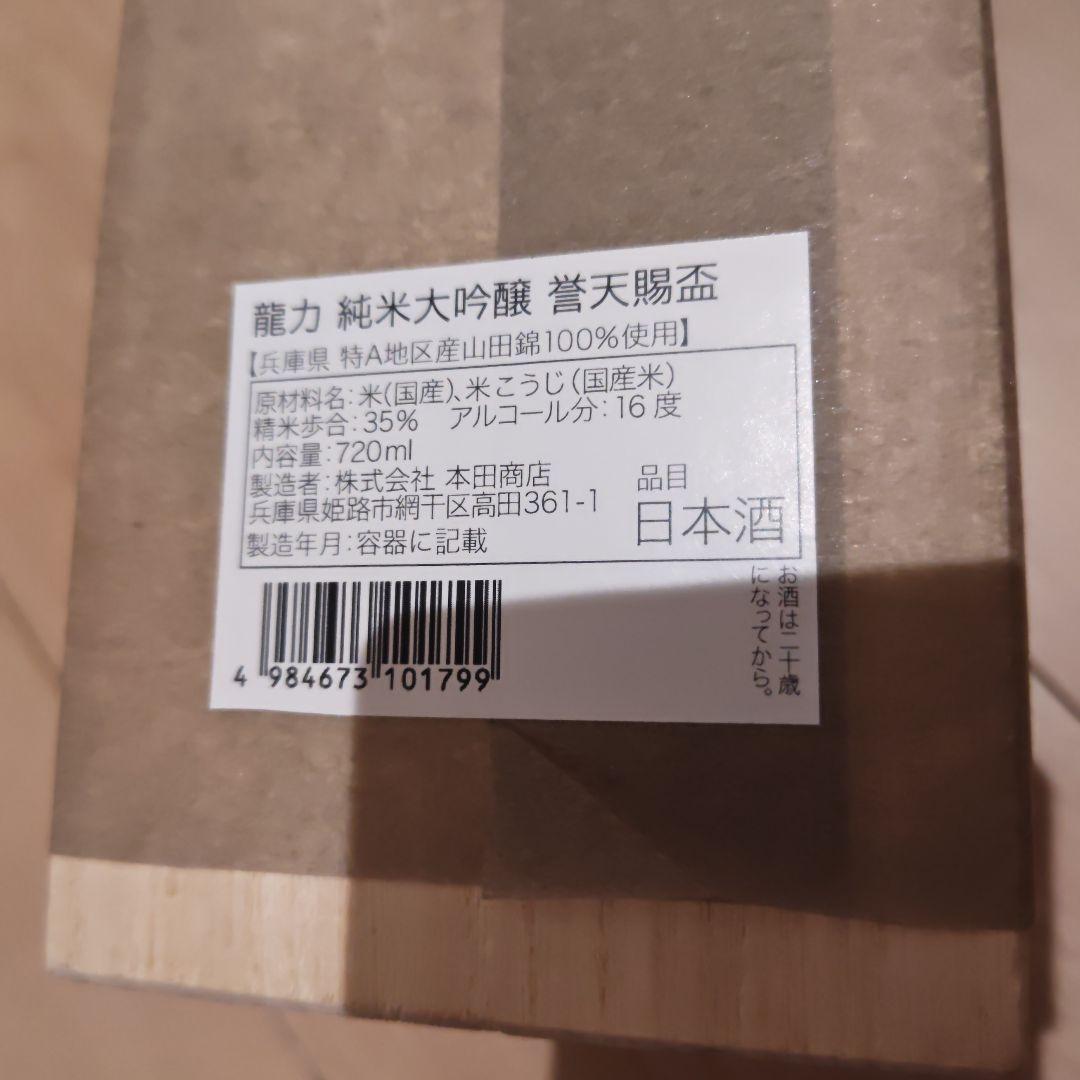 龍力 純米大吟醸 誉天賜盃
【兵庫県 特A地区産山田錦100%使用】
原材料名:米(国産)、米こうじ(国産米)
精米歩合:35% アルコール分:16度
内容量:720ml
製造者:株式会社 本田商店
兵庫県姫路市網干区高田361-1
製造年月:容器に記載
品目
日本酒
4 984673 101799
お酒は二十歳
になってから。